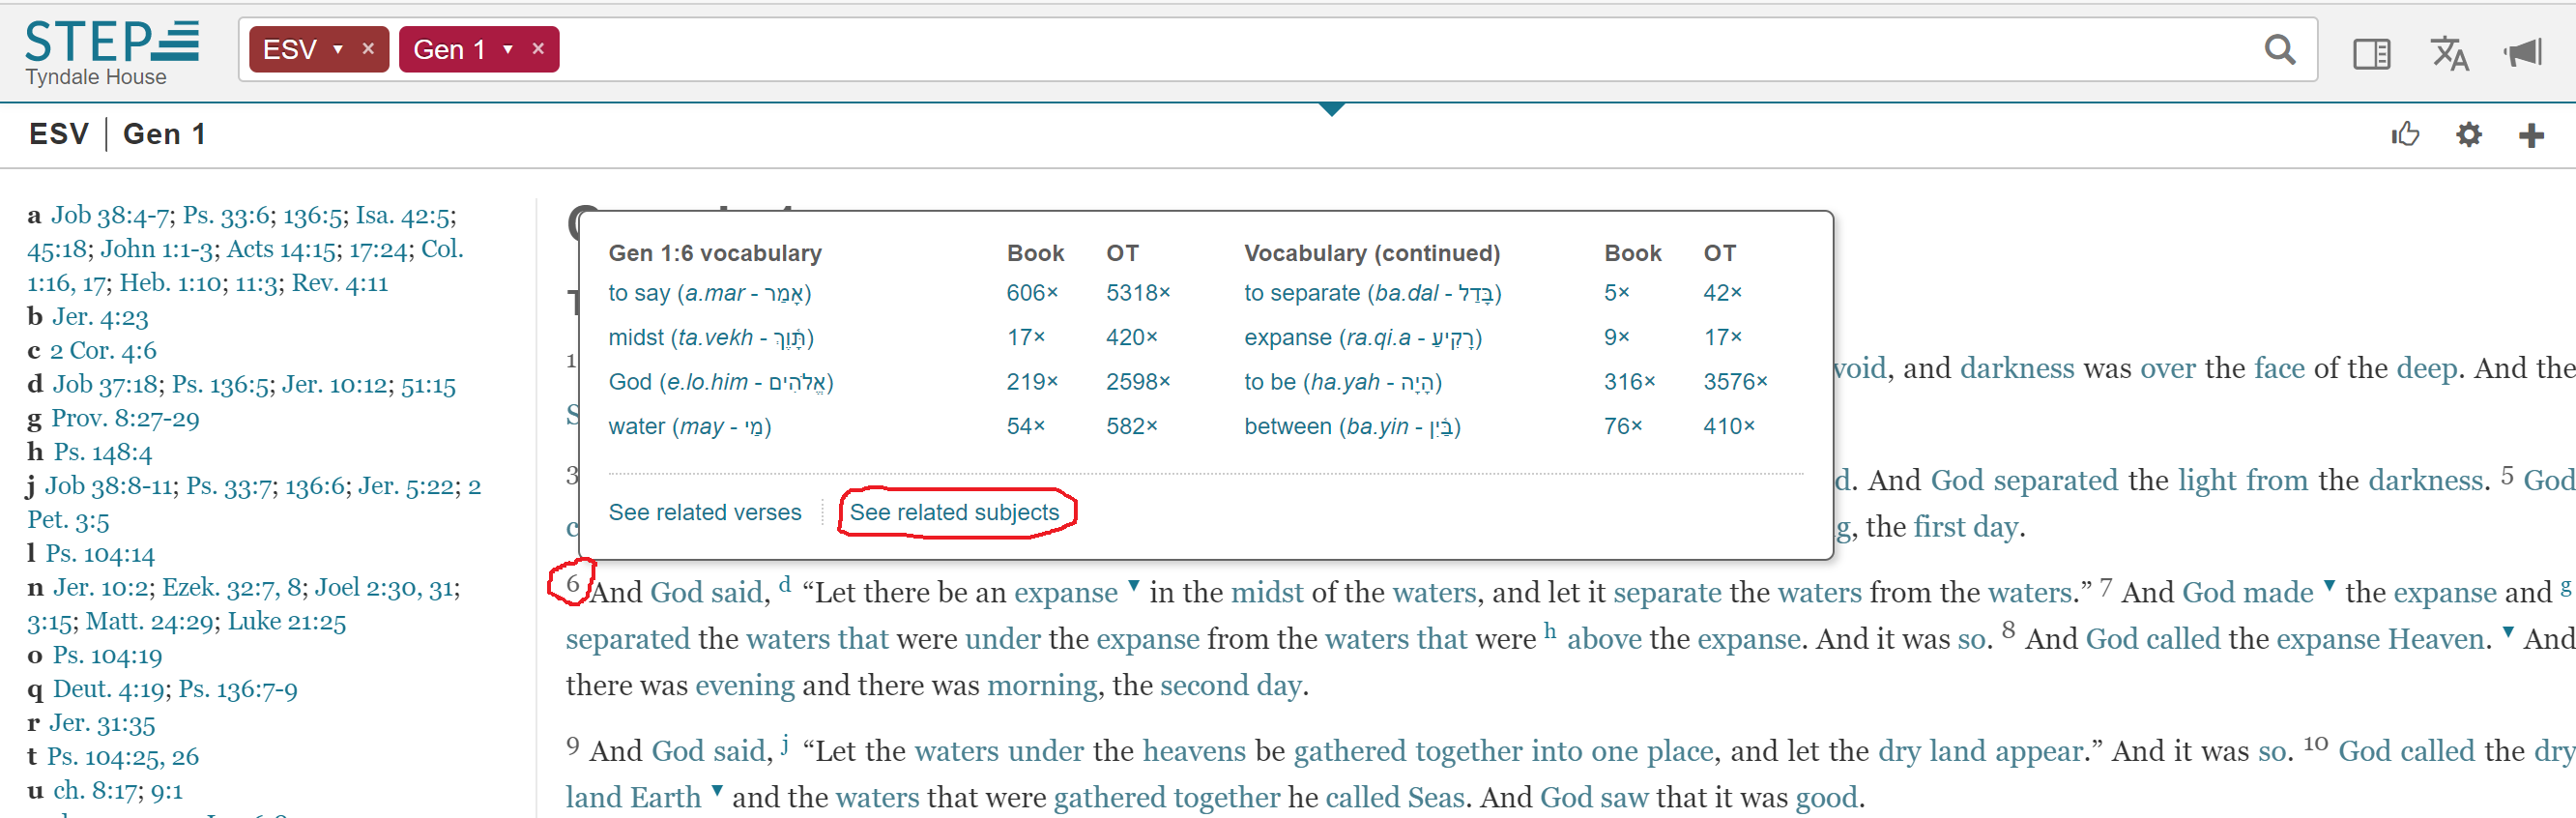 STEP
Tyndale House
ESV ▼ × Gen 1 ▼ ×
ESV | Gen 1
a Job 38:4-7; Ps. 33:6; 136:5; Isa. 42:5;
45:18; John 1:1-3; Acts 14:15; 17:24; Col.
1:16, 17; Heb. 1:10; 11:3; Rev. 4:11
b Jer. 4:23
c 2 Cor. 4:6
d Job 37:18; Ps. 136:5; Jer. 10:12; 51:15
g Prov. 8:27-29
h Ps. 148:4
j Job 38:8-11; Ps. 33:7; 136:6; Jer. 5:22; 2
Pet. 3:5
l Ps. 104:14
n Jer. 10:2; Ezek. 32:7, 8; Joel 2:30, 31;
3:15; Matt. 24:29; Luke 21:25
o Ps. 104:19
q Deut. 4:19; Ps. 136:7-9
r Jer. 31:35
t Ps. 104:25, 26
u ch. 8:17; 9:1
Gen 1:6 vocabulary Book OT Vocabulary (continued) Book OT
to say (a.mar - אָמַר) 606× 5318× to separate (ba.dal - בָּדַל) 5× 42×
midst (ta.vekh - תָּ֫וֶךְ) 17× 420× expanse (ra.qi.a - רָקִיעַ) 9× 17×
God (e.lo.him - אֱלֹהִים) 219× 2598× to be (ha.yah - הָיָה) 316× 3576×
water (may - מַי) 54× 582× between (ba.yin - בַּ֫יִן) 76× 410×
See related verses See related subjects
1 void, and darkness was over the face of the deep. And the
3 d. And God separated the light from the darkness. 5 God
g, the first day.
6 And God said, d “Let there be an expanse ▼ in the midst of the waters, and let it separate the waters from the waters.” 7 And God made ▼ the expanse and g
separated the waters that were under the expanse from the waters that were h above the expanse. And it was so. 8 And God called the expanse Heaven. ▼ And
there was evening and there was morning, the second day.
9 And God said, j “Let the waters under the heavens be gathered together into one place, and let the dry land appear.” And it was so. 10 God called the dry
land Earth ▼ and the waters that were gathered together he called Seas. And God saw that it was good.